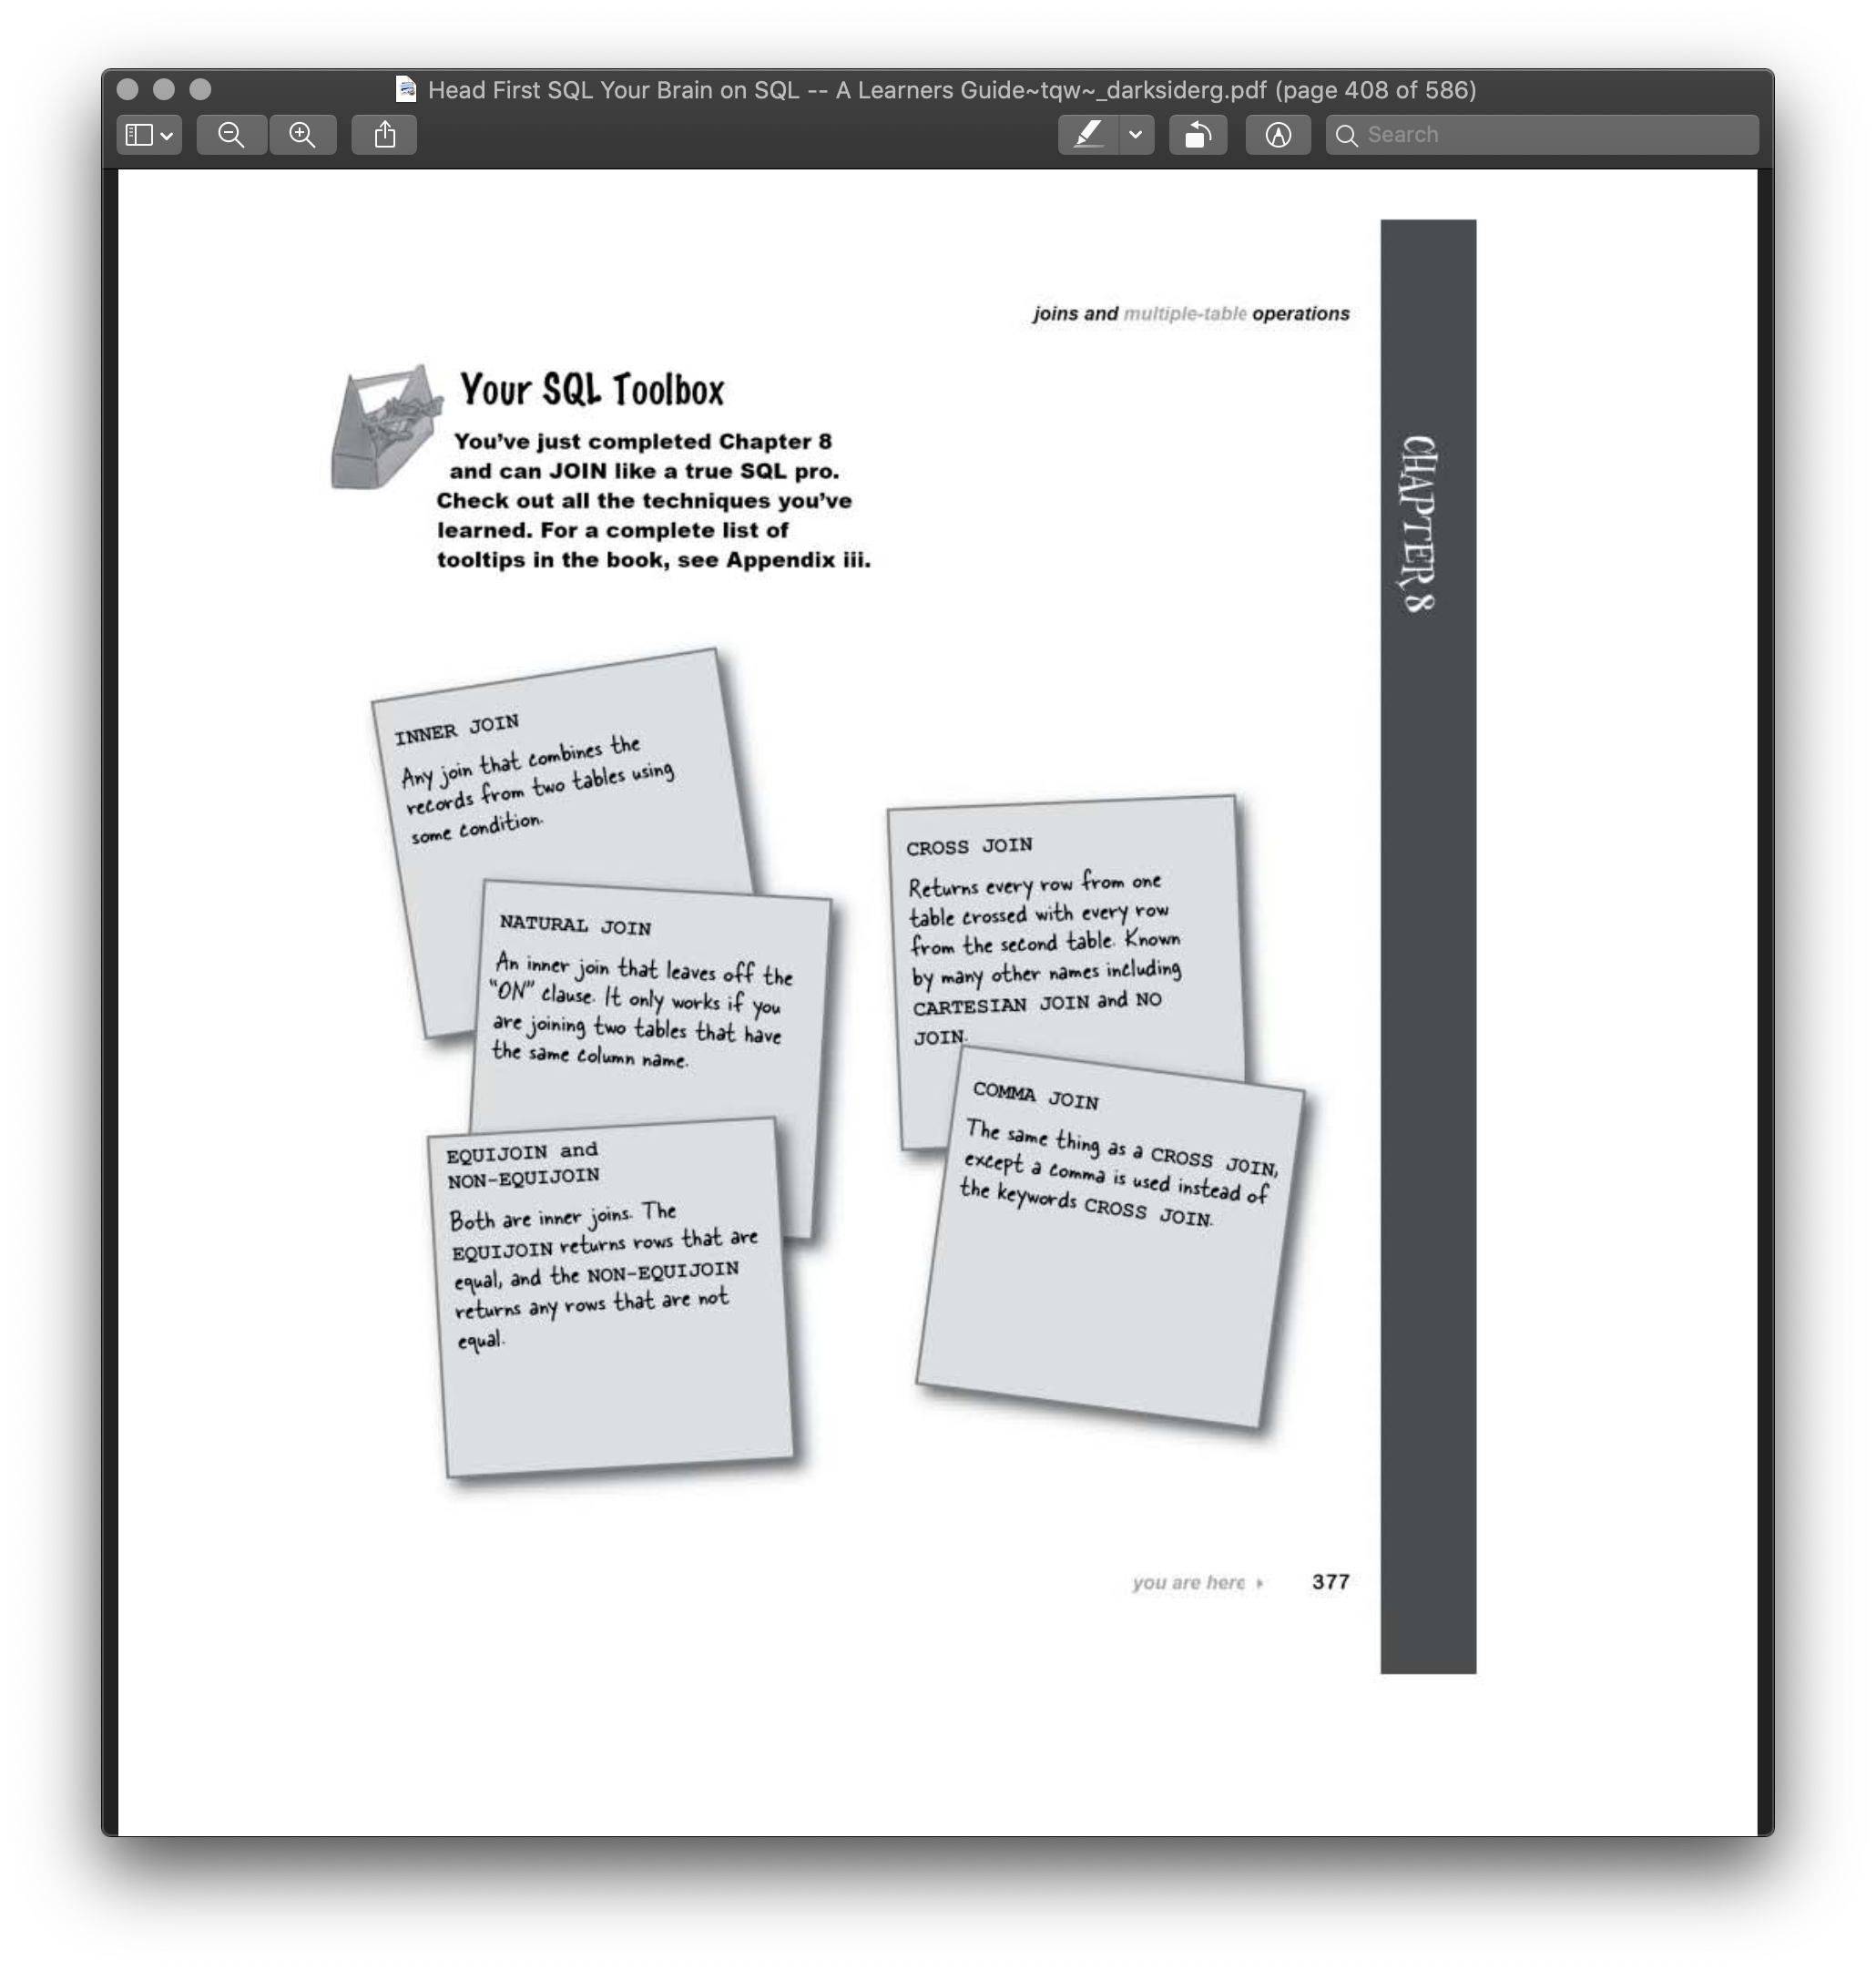 Head First SQL Your Brain on SQL -- A Learners Guide~tqw~_darksiderg.pdf (page 408 of 586)
Search
joins and multiple-table operations
CHAPTER 8
Your SQL Toolbox
You've just completed Chapter 8
and can JOIN like a true SQL pro.
Check out all the techniques you've
learned. For a complete list of
tooltips in the book, see Appendix iii.
INNER JOIN
Any join that combines the
records from two tables using
some condition.
NATURAL JOIN
An inner join that leaves off the
"ON" clause. It only works if you
are joining two tables that have
the same column name.
EQUIJOIN and
NON-EQUIJOIN
Both are inner joins. The
EQUIJOIN returns rows that are
equal, and the NON-EQUIJOIN
returns any rows that are not
equal.
CROSS JOIN
Returns every row from one
table crossed with every row
from the second table. Known
by many other names including
CARTESIAN JOIN and NO
JOIN.
COMMA JOIN
The same thing as a CROSS JOIN,
except a comma is used instead of
the keywords CROSS JOIN.
you are here
377